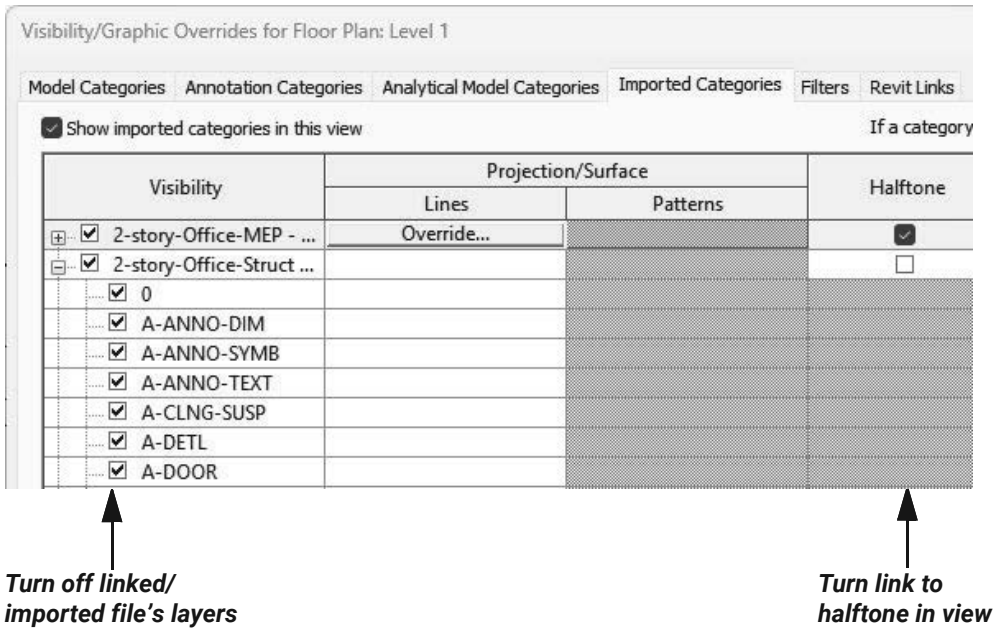 Visibility/Graphic Overrides for Floor Plan: Level 1
Model Categories Annotation Categories Analytical Model Categories Imported Categories Filters Revit Links
Show imported categories in this view If a category
Visibility Projection/Surface Halftone
Lines Patterns
2-story-Office-MEP - ... Override...
2-story-Office-Struct ...
0
A-ANNO-DIM
A-ANNO-SYMB
A-ANNO-TEXT
A-CLNG-SUSP
A-DETL
A-DOOR
Turn off linked/ Turn link to
imported file's layers halftone in view